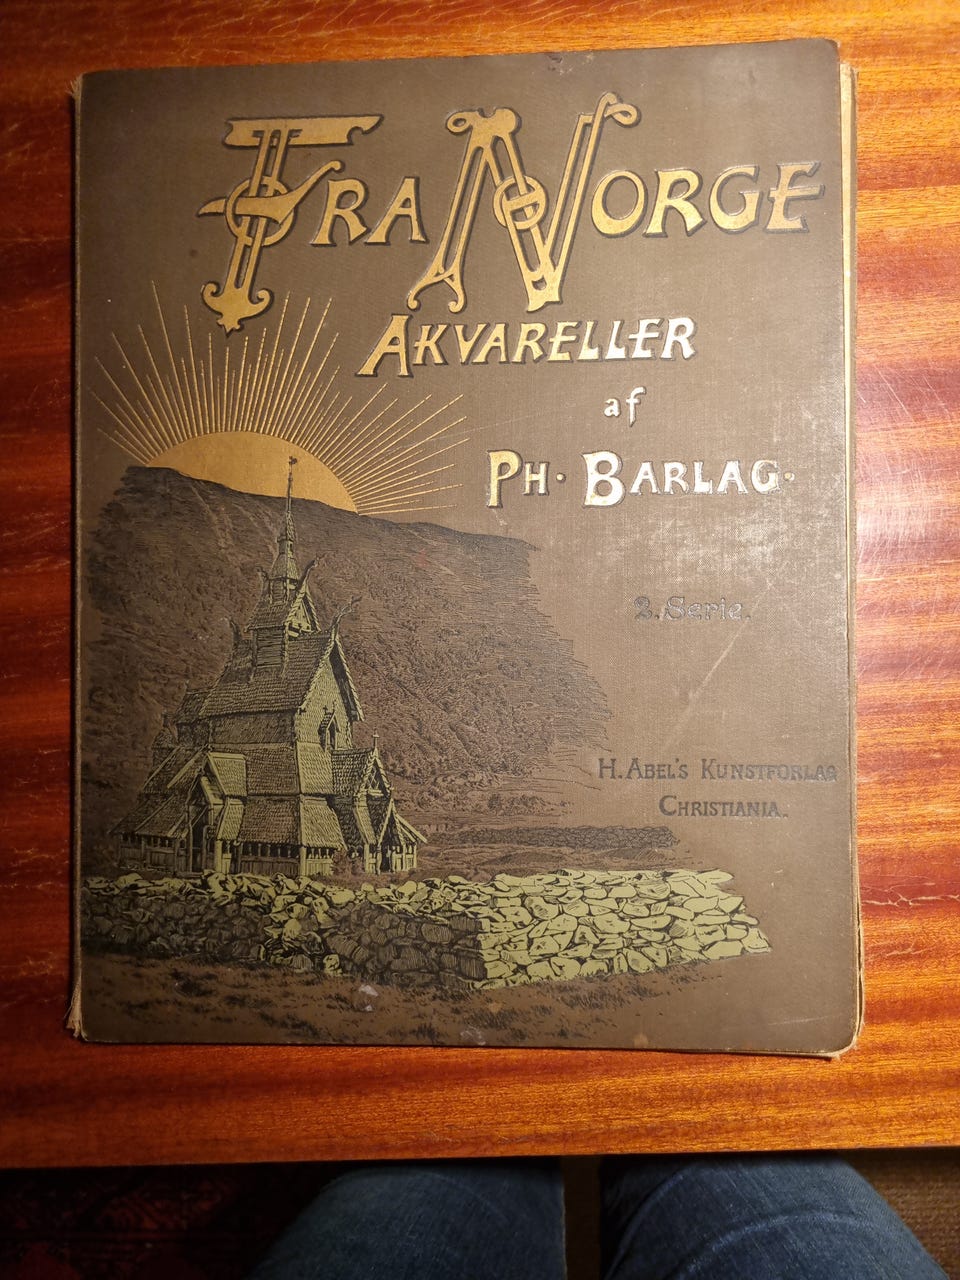 FRA NORGE
AKVARELLER
af
PH. BARLAG.
2. Serie.
H. ABEL'S KUNSTFORLAG
CHRISTIANIA.